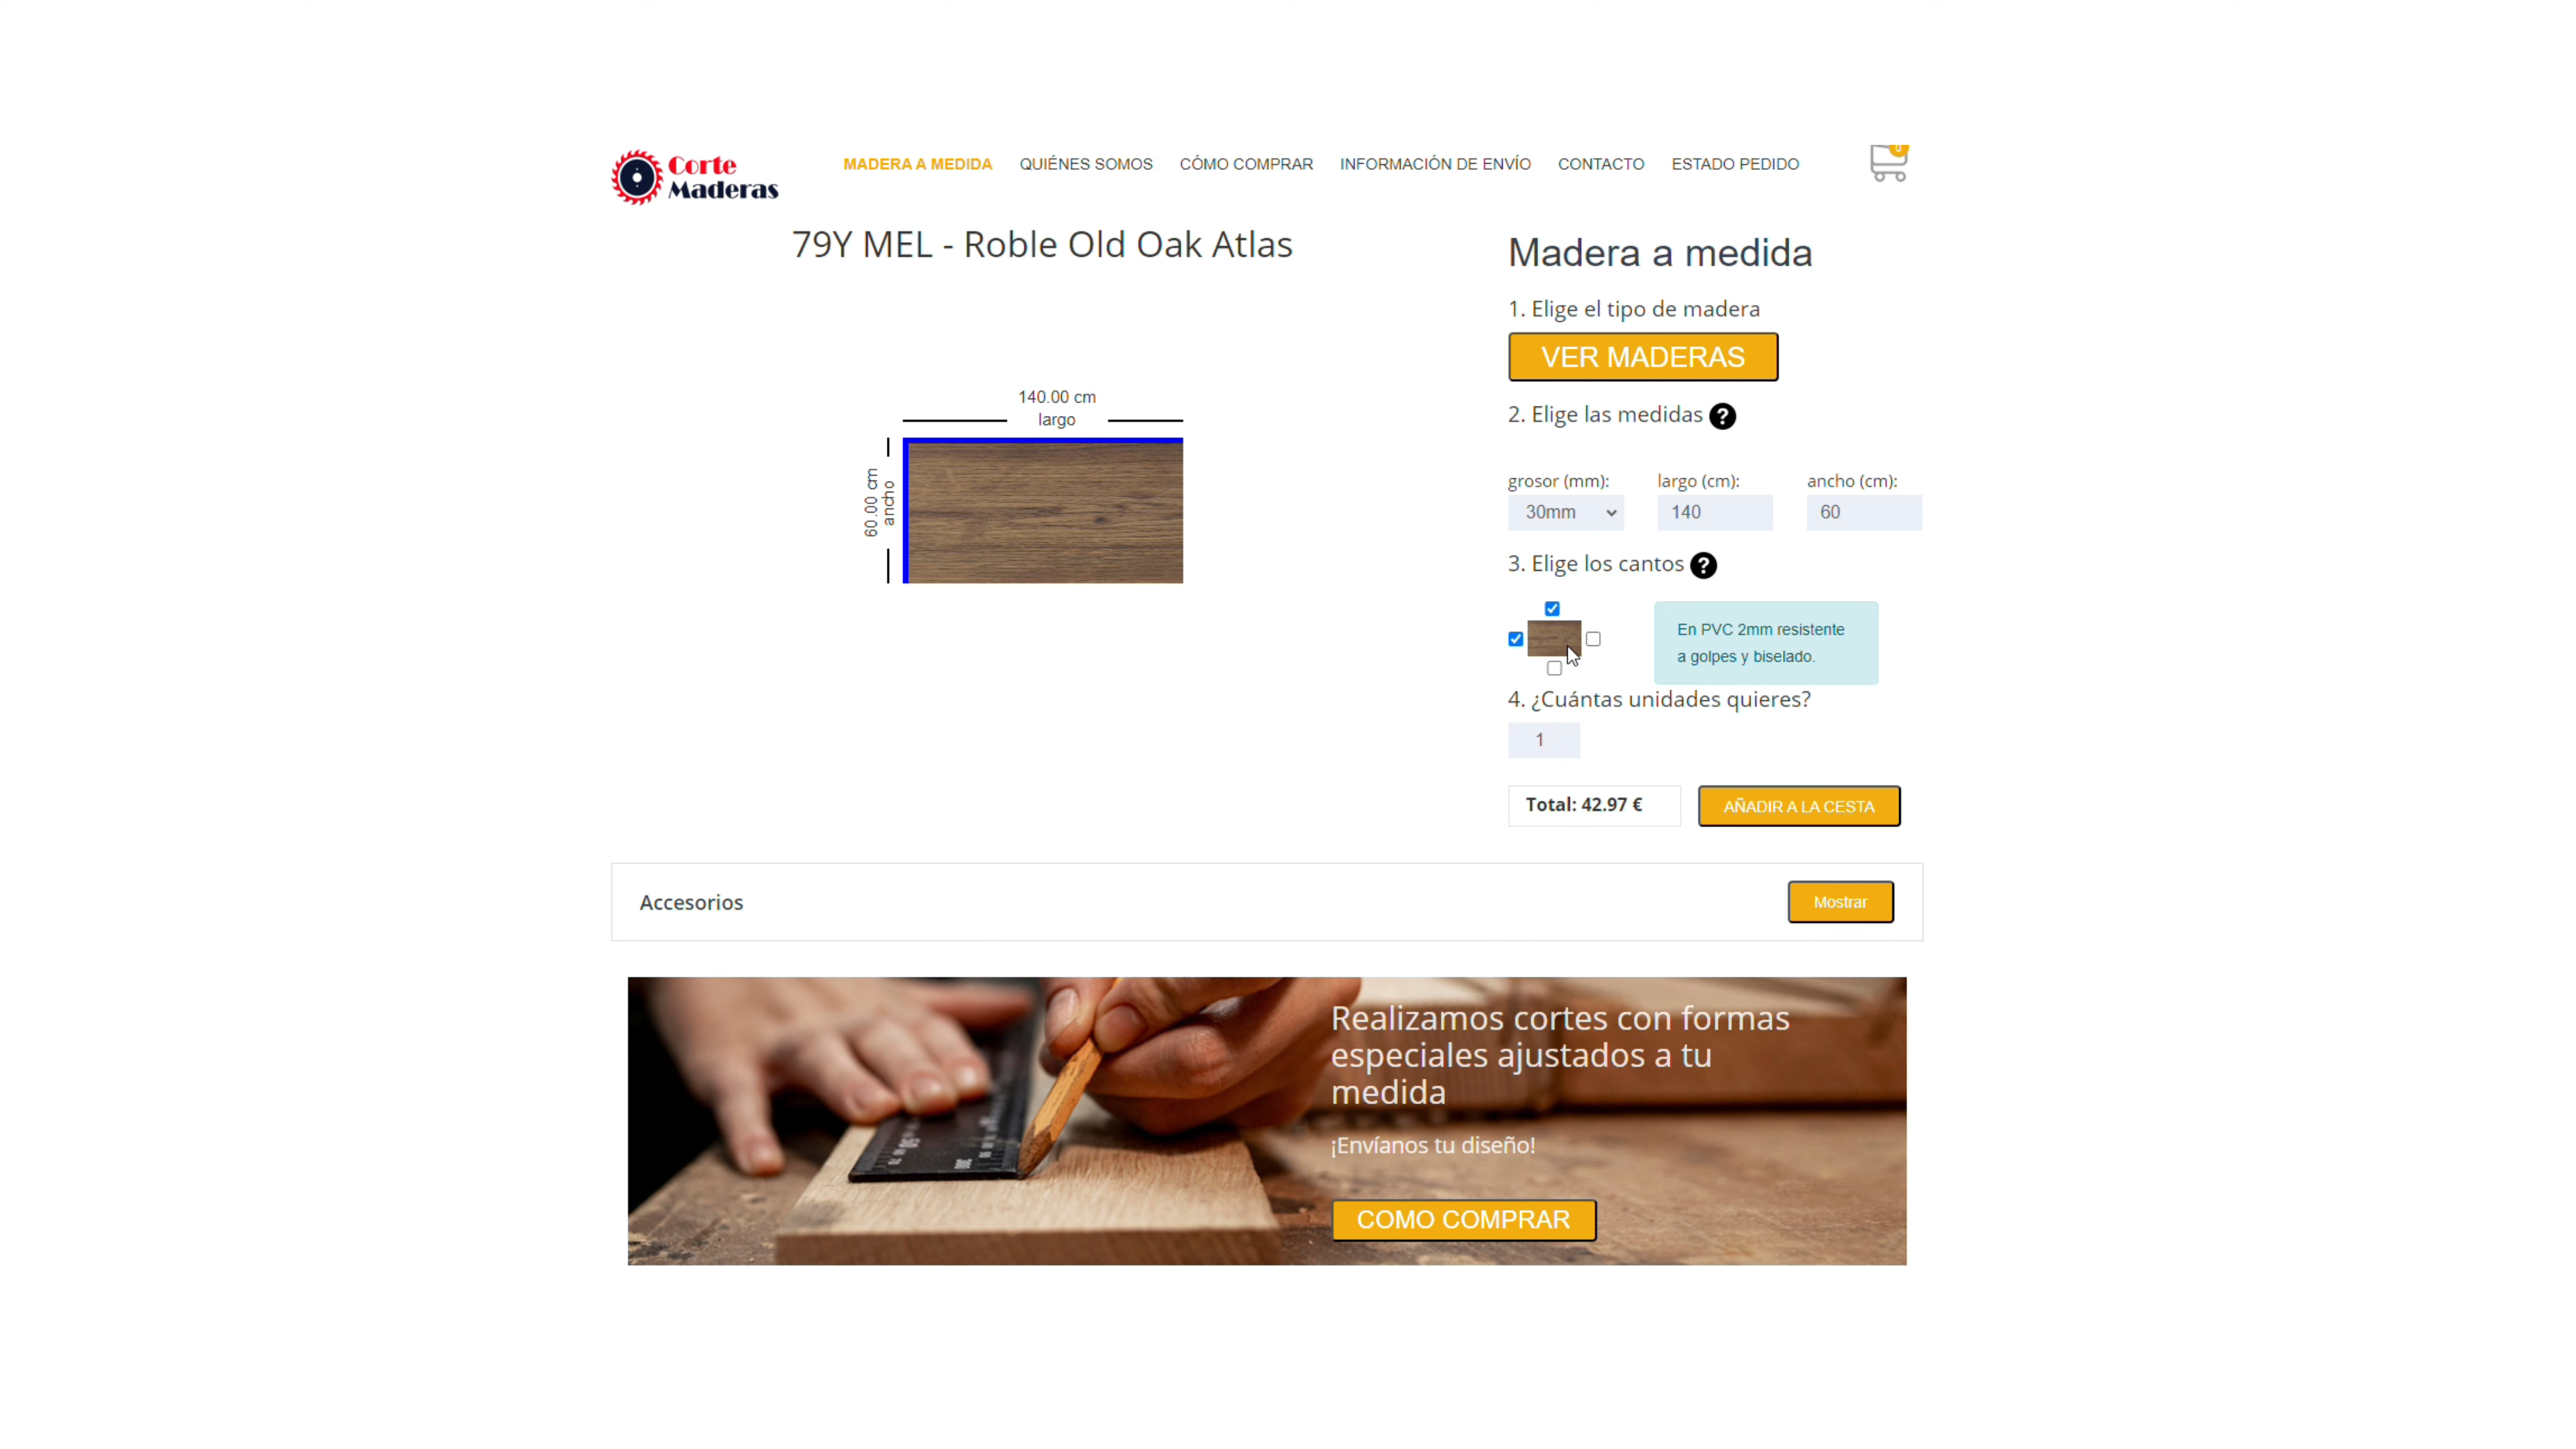 Corte
Maderas
MADERA A MEDIDA
QUIÉNES SOMOS
CÓMO COMPRAR
INFORMACIÓN DE ENVÍO
CONTACTO
ESTADO PEDIDO
0
79Y MEL - Roble Old Oak Atlas
140.00 cm
largo
60.00 cm
ancho
Madera a medida
1. Elige el tipo de madera
VER MADERAS
2. Elige las medidas ?
grosor (mm):
largo (cm):
ancho (cm):
30mm
140
60
3. Elige los cantos ?
En PVC 2mm resistente
a golpes y biselado.
4. ¿Cuántas unidades quieres?
1
Total: 42.97 €
AÑADIR A LA CESTA
Accesorios
Mostrar
Realizamos cortes con formas
especiales ajustados a tu
medida
¡Envíanos tu diseño!
COMO COMPRAR